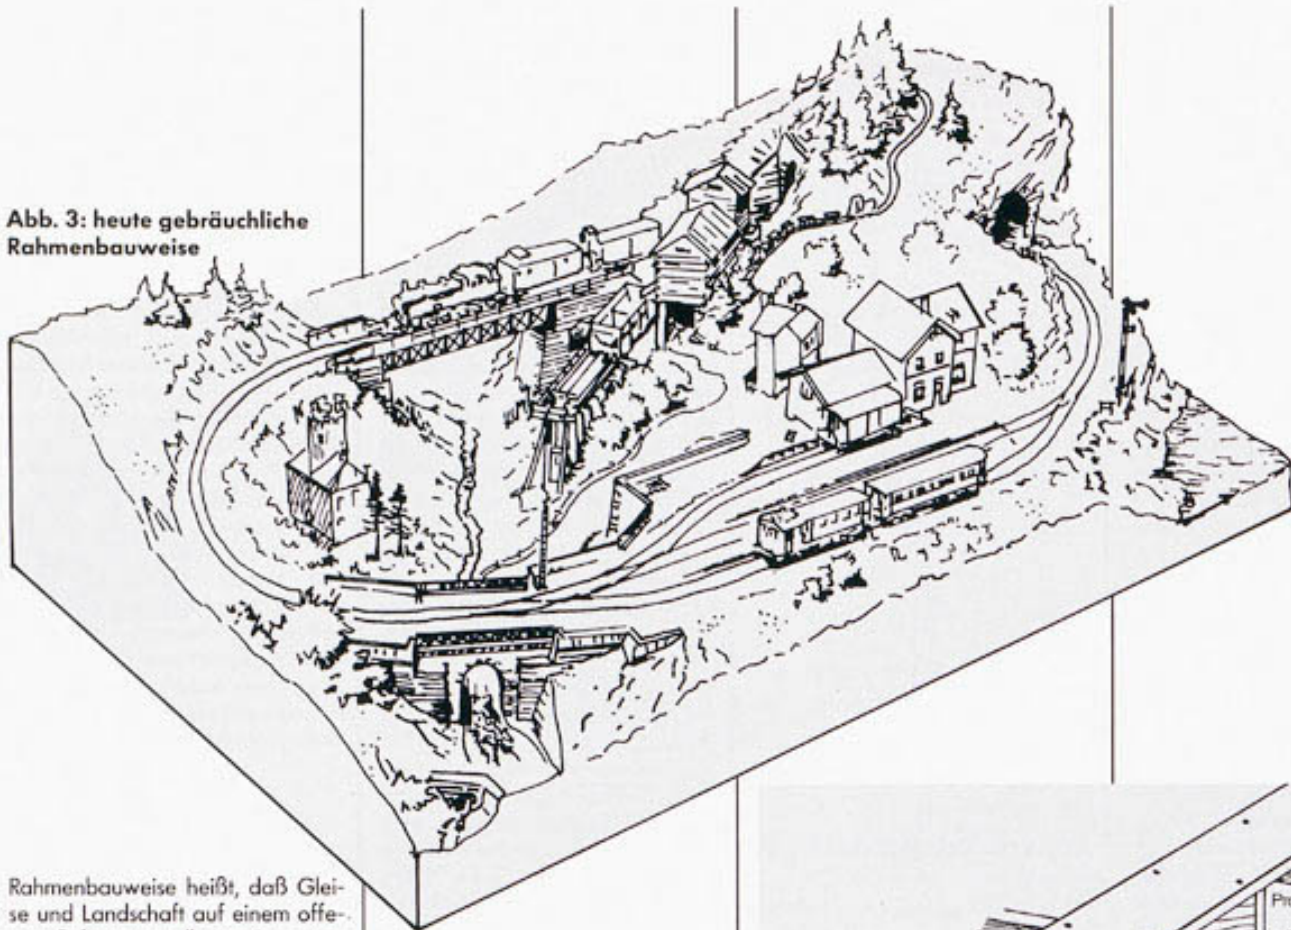 Abb. 3: heute gebräuchliche
Rahmenbauweise
Rahmenbauweise heißt, daß Glei-
se und Landschaft auf einem offe-